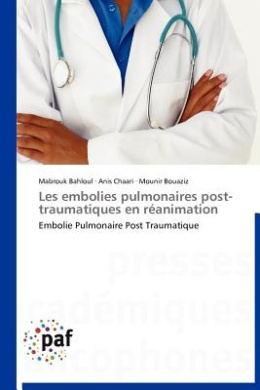 Mabrouk Bahloul · Anis Chaari · Mounir Bouaziz
Les embolies pulmonaires post-
traumatiques en réanimation
Embolie Pulmonaire Post Traumatique
presses
académiques
francophones
paf